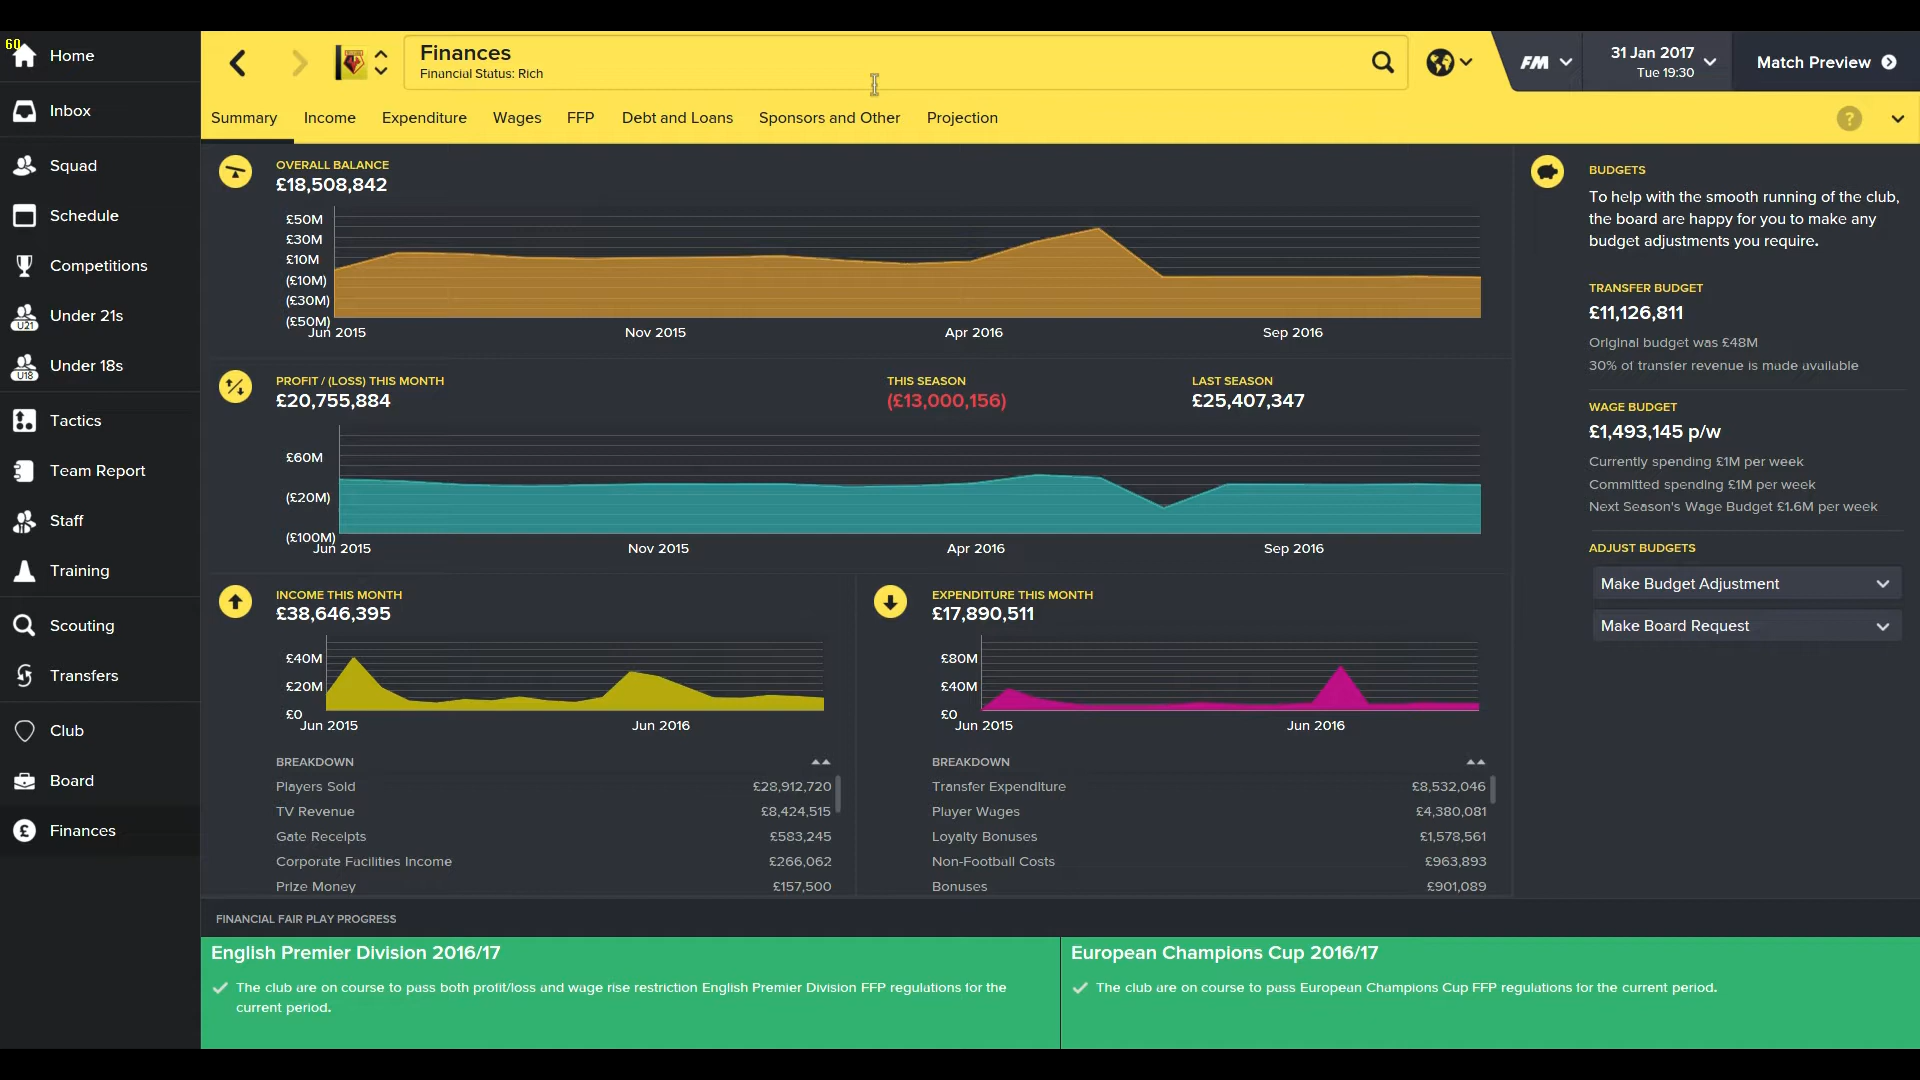 60
Home
Inbox
Squad
Schedule
Competitions
U21
Under 21s
U18
Under 18s
Tactics
Team Report
Staff
Training
Scouting
Transfers
Club
Board
£
Finances
Finances
Financial Status: Rich
FM
31 Jan 2017
Tue 19:30
Match Preview
Summary
Income
Expenditure
Wages
FFP
Debt and Loans
Sponsors and Other
Projection
?
OVERALL BALANCE
£18,508,842
£50M
£30M
£10M
(£10M)
(£30M)
(£50M)
Jun 2015
Nov 2015
Apr 2016
Sep 2016
PROFIT / (LOSS) THIS MONTH
£20,755,884
THIS SEASON
(£13,000,156)
LAST SEASON
£25,407,347
£60M
(£20M)
(£100M)
Jun 2015
Nov 2015
Apr 2016
Sep 2016
INCOME THIS MONTH
£38,646,395
£40M
£20M
£0
Jun 2015
Jun 2016
BREAKDOWN
Players Sold £28,912,720
TV Revenue £8,424,515
Gate Receipts £583,245
Corporate Facilities Income £266,062
Prize Money £157,500
EXPENDITURE THIS MONTH
£17,890,511
£80M
£40M
£0
Jun 2015
Jun 2016
BREAKDOWN
Transfer Expenditure £8,532,046
Player Wages £4,380,081
Loyalty Bonuses £1,578,561
Non-Football Costs £963,893
Bonuses £901,089
BUDGETS
To help with the smooth running of the club,
the board are happy for you to make any
budget adjustments you require.
TRANSFER BUDGET
£11,126,811
Original budget was £48M
30% of transfer revenue is made available
WAGE BUDGET
£1,493,145 p/w
Currently spending £1M per week
Committed spending £1M per week
Next Season's Wage Budget £1.6M per week
ADJUST BUDGETS
Make Budget Adjustment
Make Board Request
FINANCIAL FAIR PLAY PROGRESS
English Premier Division 2016/17
The club are on course to pass both profit/loss and wage rise restriction English Premier Division FFP regulations for the
current period.
European Champions Cup 2016/17
The club are on course to pass European Champions Cup FFP regulations for the current period.